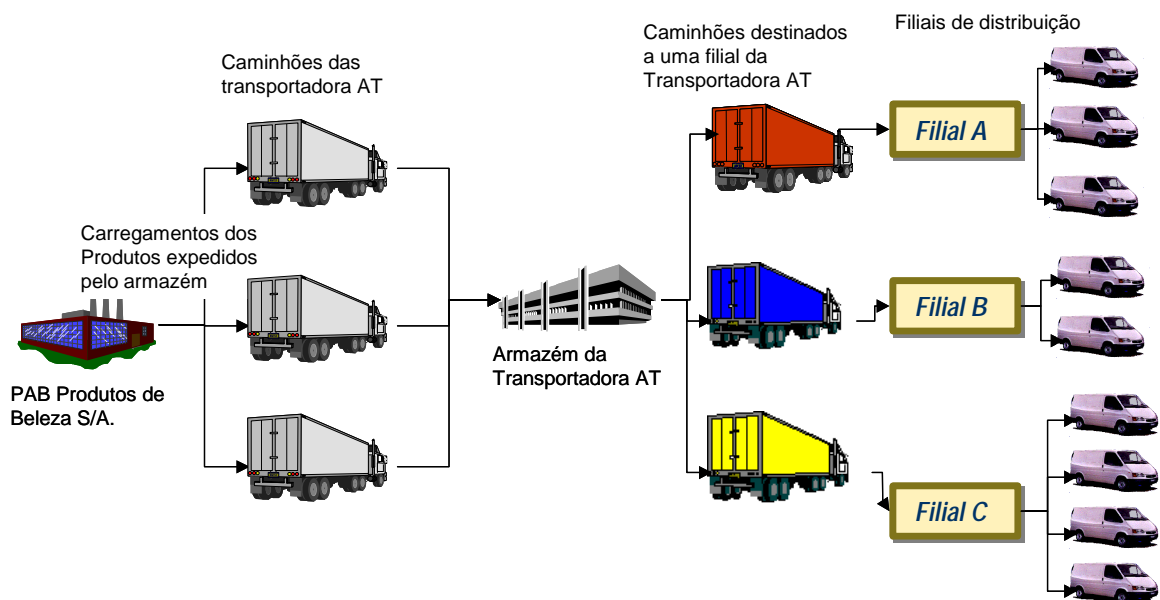 Caminhões das
transportadora AT
Caminhões destinados
a uma filial da
Transportadora AT
Filiais de distribuição
Filial A
Carregamentos dos
Produtos expedidos
pelo armazém
Filial B
Armazém da
Transportadora AT
PAB Produtos de
Beleza S/A.
Filial C